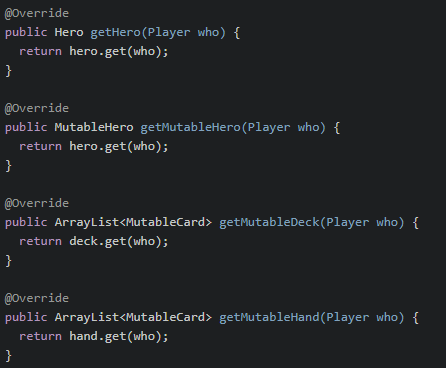 @Override
public Hero getHero(Player who) {
  return hero.get(who);
}

@Override
public MutableHero getMutableHero(Player who) {
  return hero.get(who);
}

@Override
public ArrayList<MutableCard> getMutableDeck(Player who) {
  return deck.get(who);
}

@Override
public ArrayList<MutableCard> getMutableHand(Player who) {
  return hand.get(who);
}